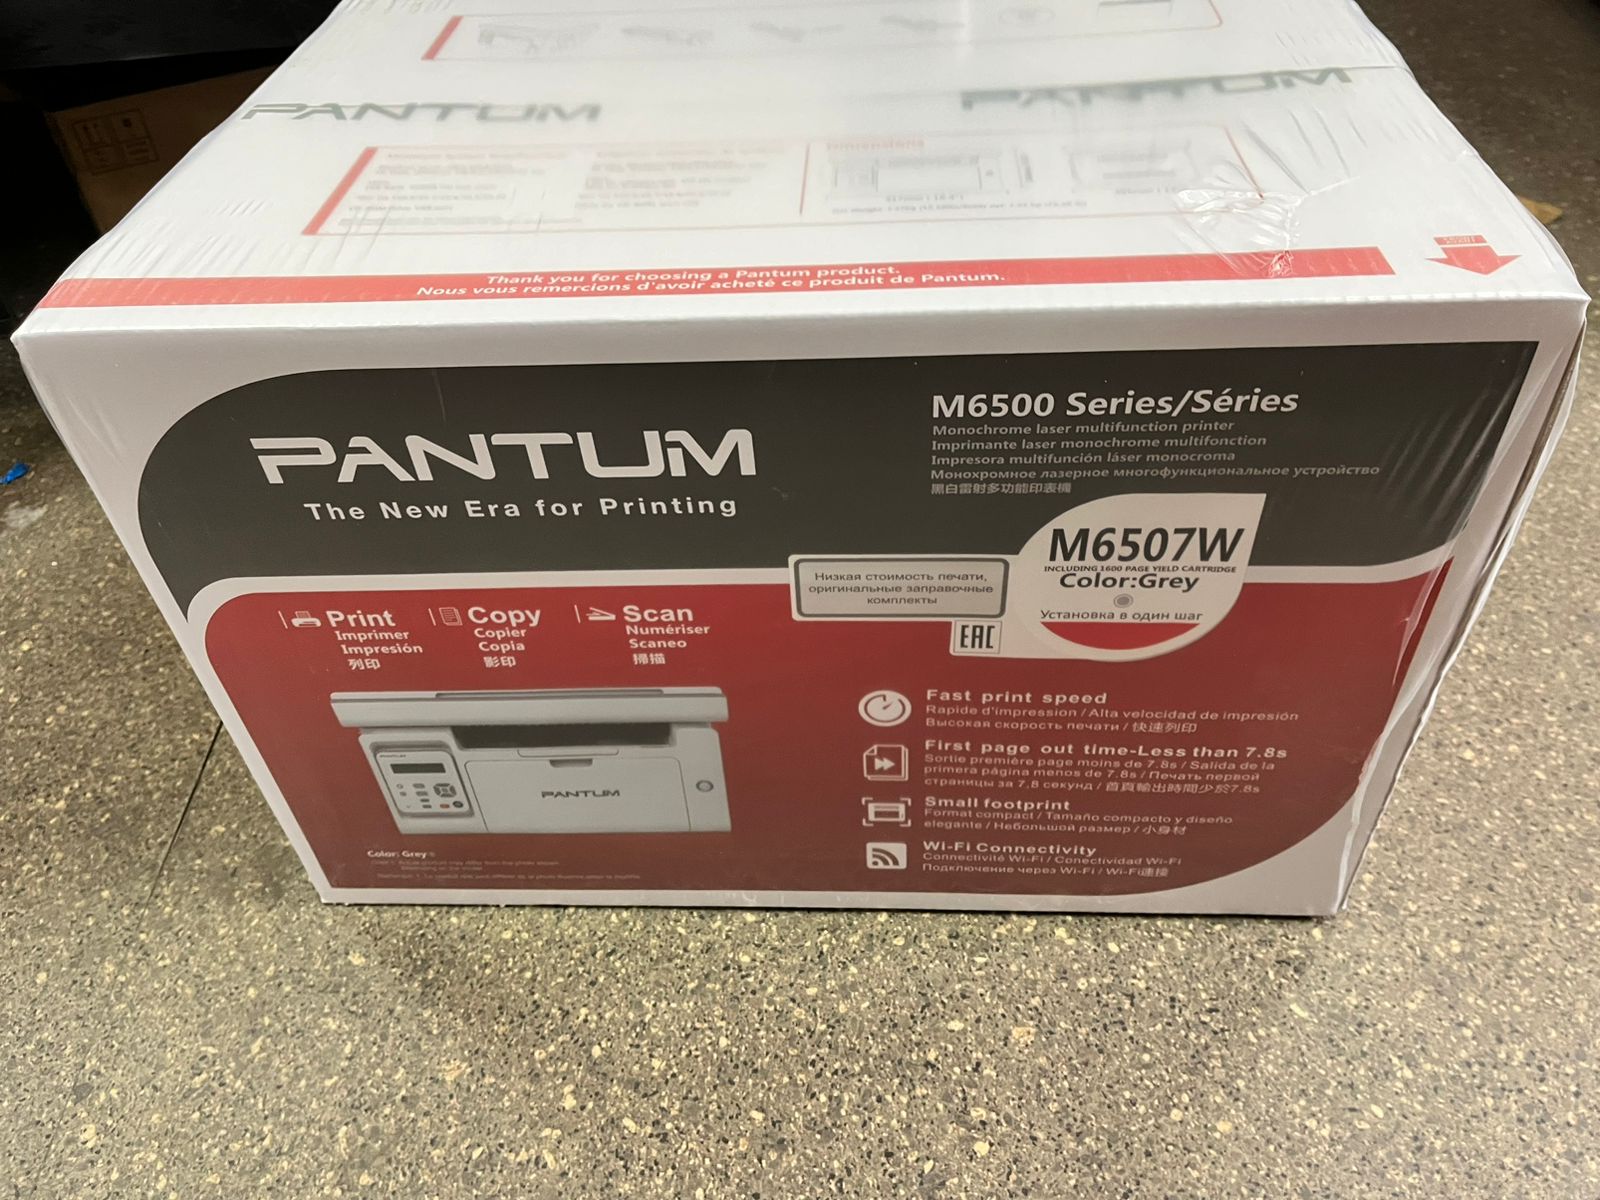 PANTUM
PANTUM
Dimensions
Thank you for choosing a Pantum product.
Nous vous remercions d'avoir acheté ce produit de Pantum.
PANTUM
The New Era for Printing
M6500 Series/Séries
Monochrome laser multifunction printer
Imprimante laser monochrome multifonction
Impresora multifunción láser monocroma
Монохромное лазерное многофункциональное устройство
黑白雷射多功能印表機
M6507W
INCLUDING 1600 PAGE YIELD CARTRIDGE
Color:Grey
Установка в один шаг
Низкая стоимость печати,
оригинальные заправочные
комплекты
EAC
Print
Imprimer
Impresión
列印
Copy
Copier
Copia
影印
Scan
Numériser
Scaneo
掃描
PANTUM
PANTUM
Color: Grey
Fast print speed
Rapide d'impression / Alta velocidad de impresión
Высокая скорость печати / 快速列印
First page out time-Less than 7.8s
Sortie première page moins de 7.8s / Salida de la
primera página menos de 7.8s / Печать первой
страницы за 7,8 секунд / 首頁輸出時間少於7.8s
Small footprint
Format compact / Tamaño compacto y diseño
elegante / Небольшой размер / 小身材
Wi-Fi Connectivity
Connectivité Wi-Fi / Conectividad Wi-Fi
Подключение через Wi-Fi / Wi-Fi連接